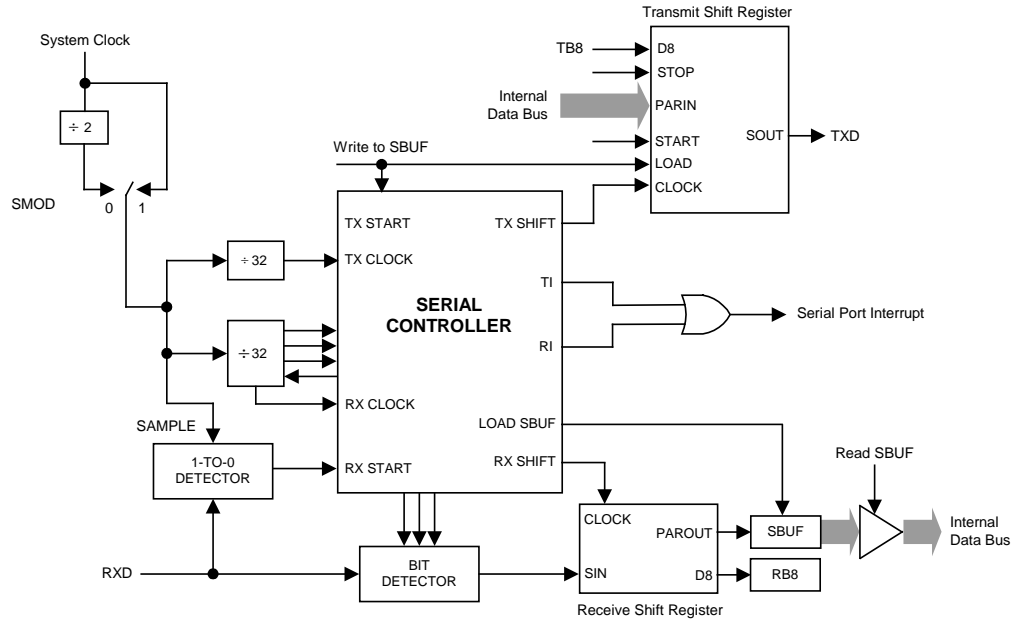 Transmit Shift Register
System Clock
TB8
D8
STOP
÷ 2
Internal
Data Bus
PARIN
START
SOUT
TXD
Write to SBUF
LOAD
CLOCK
SMOD
0
1
TX START
TX SHIFT
÷ 32
TX CLOCK
TI
SERIAL
CONTROLLER
Serial Port Interrupt
÷ 32
RI
RX CLOCK
SAMPLE
LOAD SBUF
1-TO-0
DETECTOR
RX START
RX SHIFT
Read SBUF
CLOCK
PAROUT
SBUF
Internal
Data Bus
RXD
BIT
DETECTOR
SIN
D8
RB8
Receive Shift Register